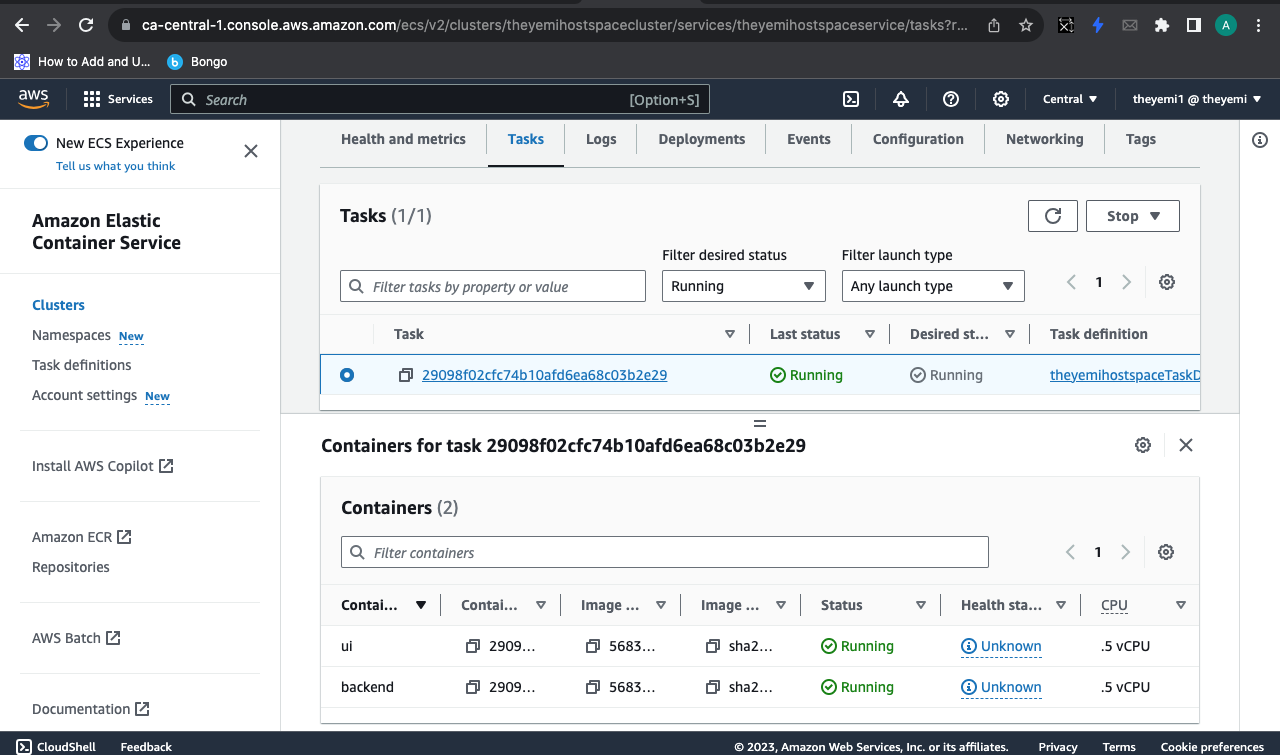 ca-central-1.console.aws.amazon.com/ecs/v2/clusters/theyemihostspacecluster/services/theyemihostspaceservice/tasks?r...
A
How to Add and U...
b Bongo
aws
Services
Search
[Option+S]
Central
theyemi1 @ theyemi
New ECS Experience
Tell us what you think
Amazon Elastic
Container Service
Clusters
Namespaces New
Task definitions
Account settings New
Install AWS Copilot
Amazon ECR
Repositories
AWS Batch
Documentation
Health and metrics Tasks Logs Deployments Events Configuration Networking Tags
Tasks (1/1)
Stop
Filter desired status Filter launch type
Filter tasks by property or value Running Any launch type 1
Task Last status Desired st... Task definition
29098f02cfc74b10afd6ea68c03b2e29 Running Running theyemihostspaceTaskD
Containers for task 29098f02cfc74b10afd6ea68c03b2e29
Containers (2)
Filter containers 1
Contai... Contai... Image ... Image ... Status Health sta... CPU
ui 2909... 5683... sha2... Running Unknown .5 vCPU
backend 2909... 5683... sha2... Running Unknown .5 vCPU
CloudShell Feedback © 2023, Amazon Web Services, Inc. or its affiliates. Privacy Terms Cookie preferences